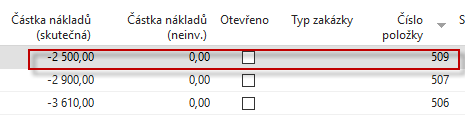 Částka nákladů (skutečná) Částka nákladů (neinv.) Otevřeno Typ zakázky Číslo položky S
-2 500,00 0,00 509
-2 900,00 0,00 507
-3 610,00 0,00 506